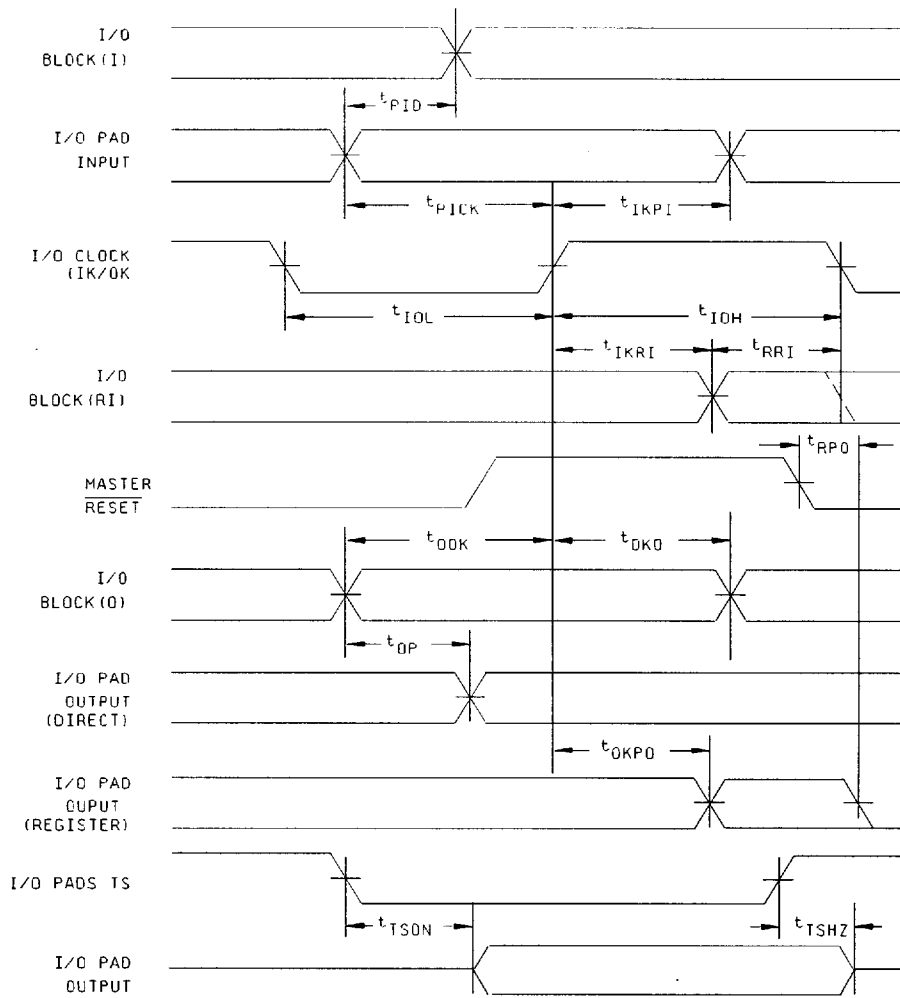 I/O
BLOCK(I)
tPID
I/O PAD
INPUT
tPICK
tIKPI
I/O CLOCK
(IK/OK
tIOL
tIOH
tIKRI
tRRI
I/O
BLOCK(RI)
tRPO
MASTER
RESET
tOOK
tOKO
I/O
BLOCK(O)
tOP
I/O PAD
OUTPUT
(DIRECT)
tOKPO
I/O PAD
OUPUT
(REGISTER)
I/O PADS TS
tTSON
tTSHZ
I/O PAD
OUTPUT